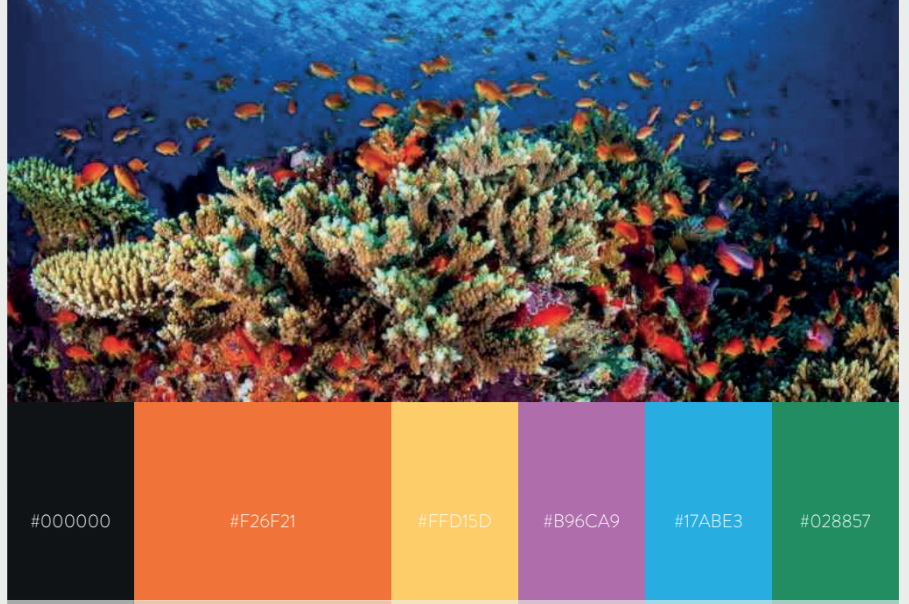 #000000
#F26F21
#FFD15D
#B96CA9
#17ABE3
#028857